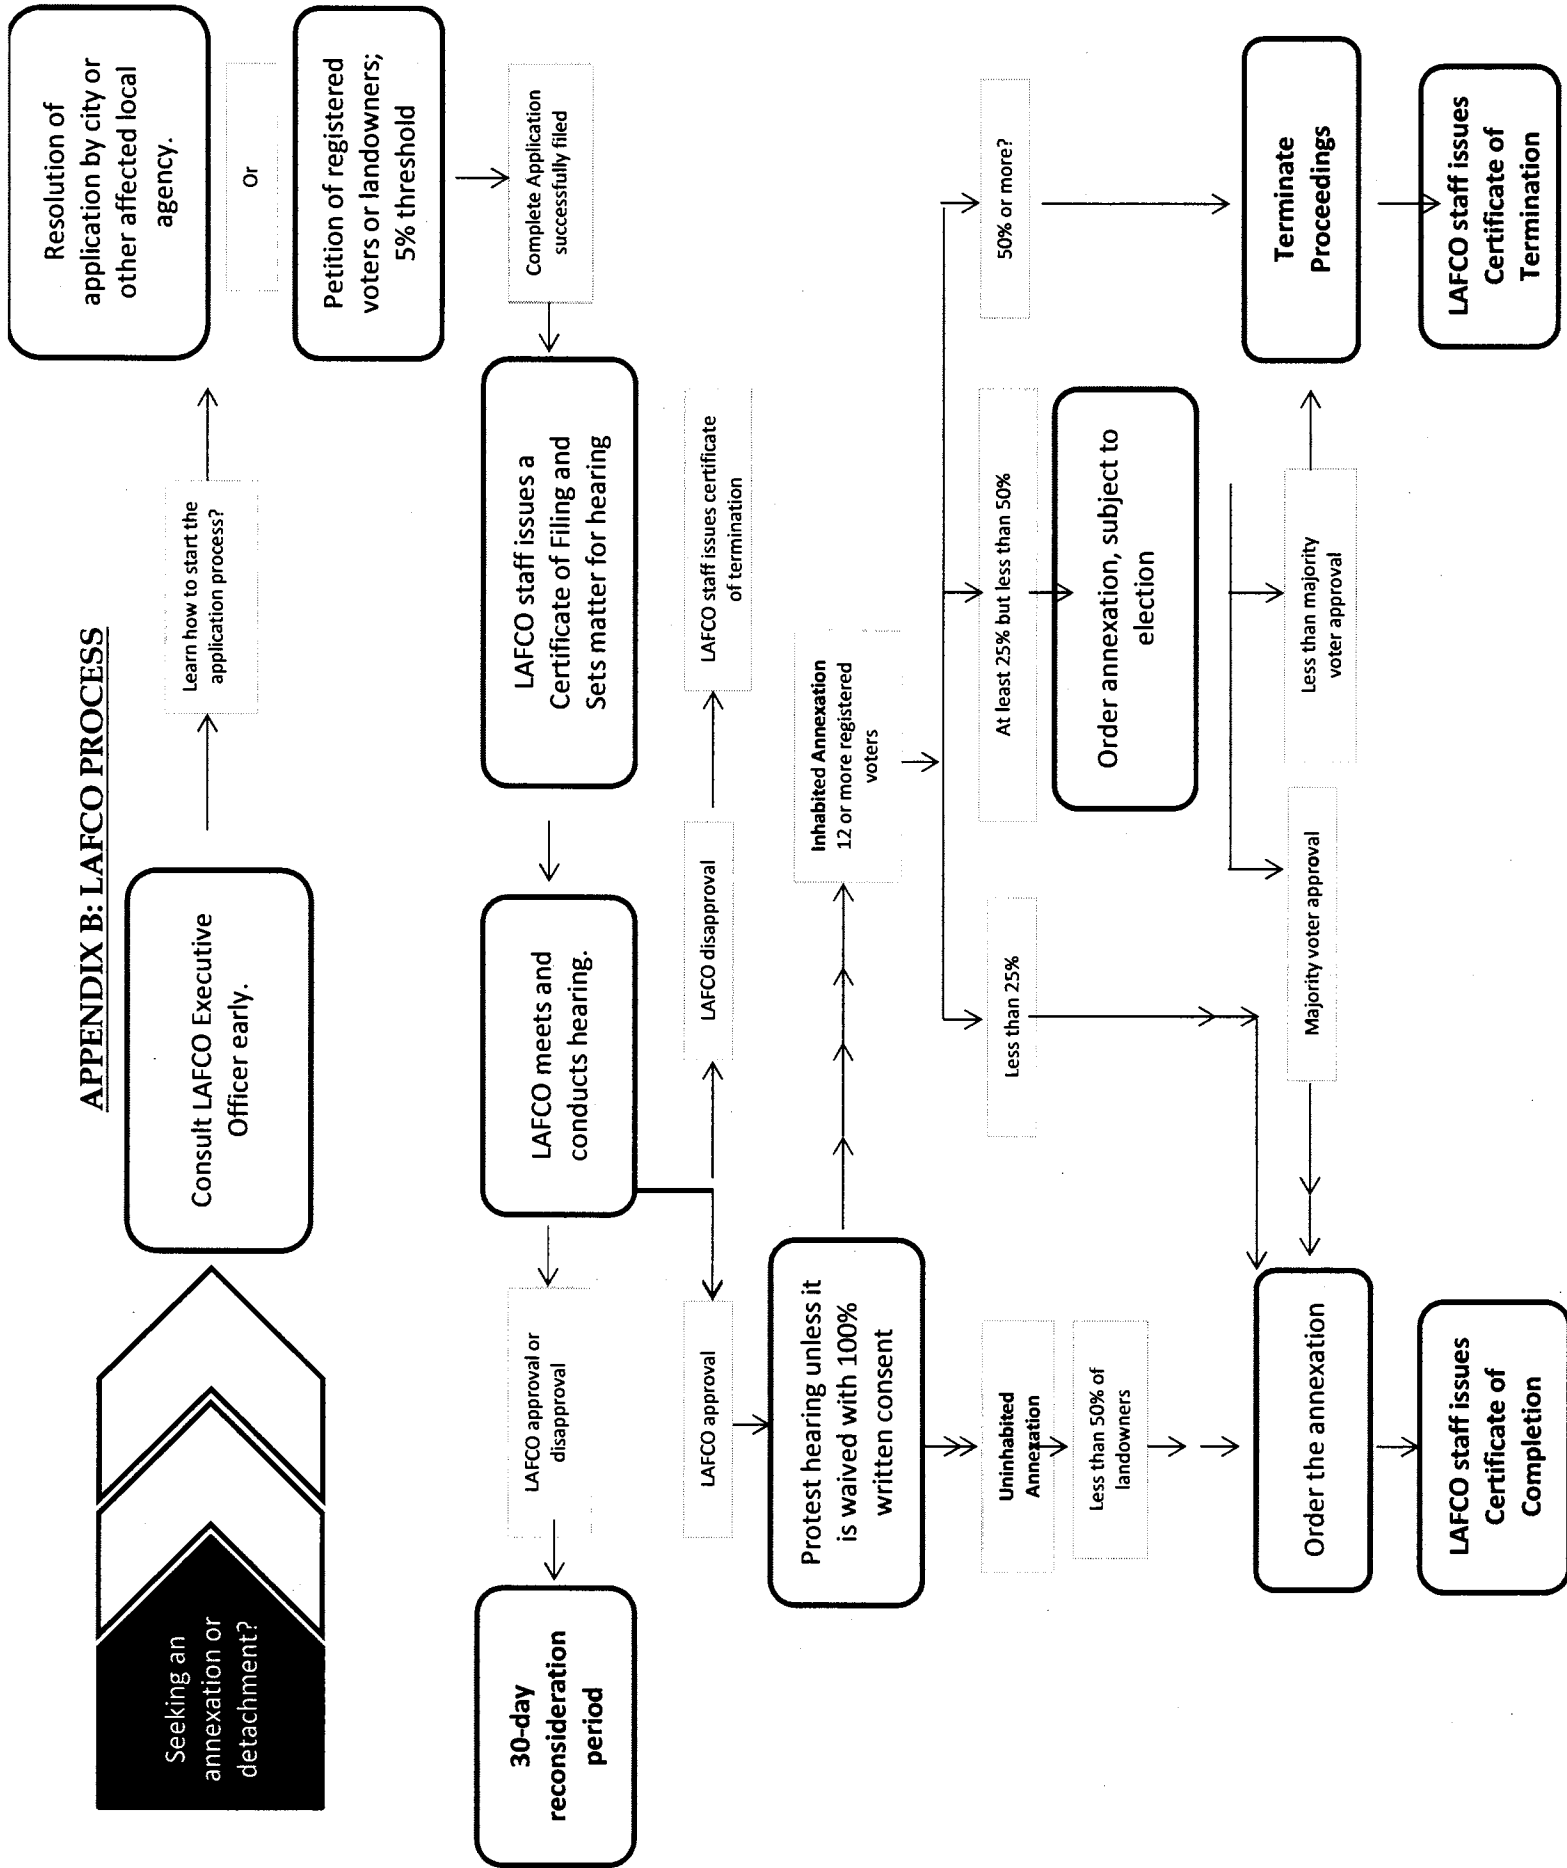 APPENDIX B: LAFCO PROCESS
Seeking an
annexation or
detachment?
Consult LAFCO Executive
Officer early.
Learn how to start the
application process?
Resolution of
application by city or
other affected local
agency.
Or
Petition of registered
voters or landowners;
5% threshold
Complete Application
successfully filed
LAFCO staff issues a
Certificate of Filing and
Sets matter for hearing
LAFCO meets and
conducts hearing.
LAFCO approval or
disapproval
30-day
reconsideration
period
LAFCO approval
LAFCO disapproval
LAFCO staff issues certificate
of termination
Protest hearing unless it
is waived with 100%
written consent
Inhabited Annexation
12 or more registered
voters
Uninhabited
Annexation
Less than 50% of
landowners
Less than 25%
At least 25% but less than 50%
50% or more?
Order annexation, subject to
election
Majority voter approval
Less than majority
voter approval
Order the annexation
Terminate
Proceedings
LAFCO staff issues
Certificate of
Completion
LAFCO staff issues
Certificate of
Termination